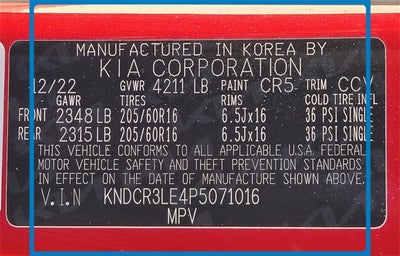 MANUFACTURED IN KOREA BY
KIA CORPORATION
12/22 GVWR 4211 LB PAINT CR5 TRIM CCV
GAWR TIRES RIMS COLD TIRE INFL
FRONT 2348 LB 205/60R16 6.5Jx16 36 PSI SINGLE
REAR 2315 LB 205/60R16 6.5Jx16 36 PSI SINGLE
THIS VEHICLE CONFORMS TO ALL APPLICABLE U.S.A. FEDERAL
MOTOR VEHICLE SAFETY AND THEFT PREVENTION STANDARDS
IN EFFECT ON THE DATE OF MANUFACTURE SHOWN ABOVE.
V.I.N KNDCR3LE4P5071016
MPV